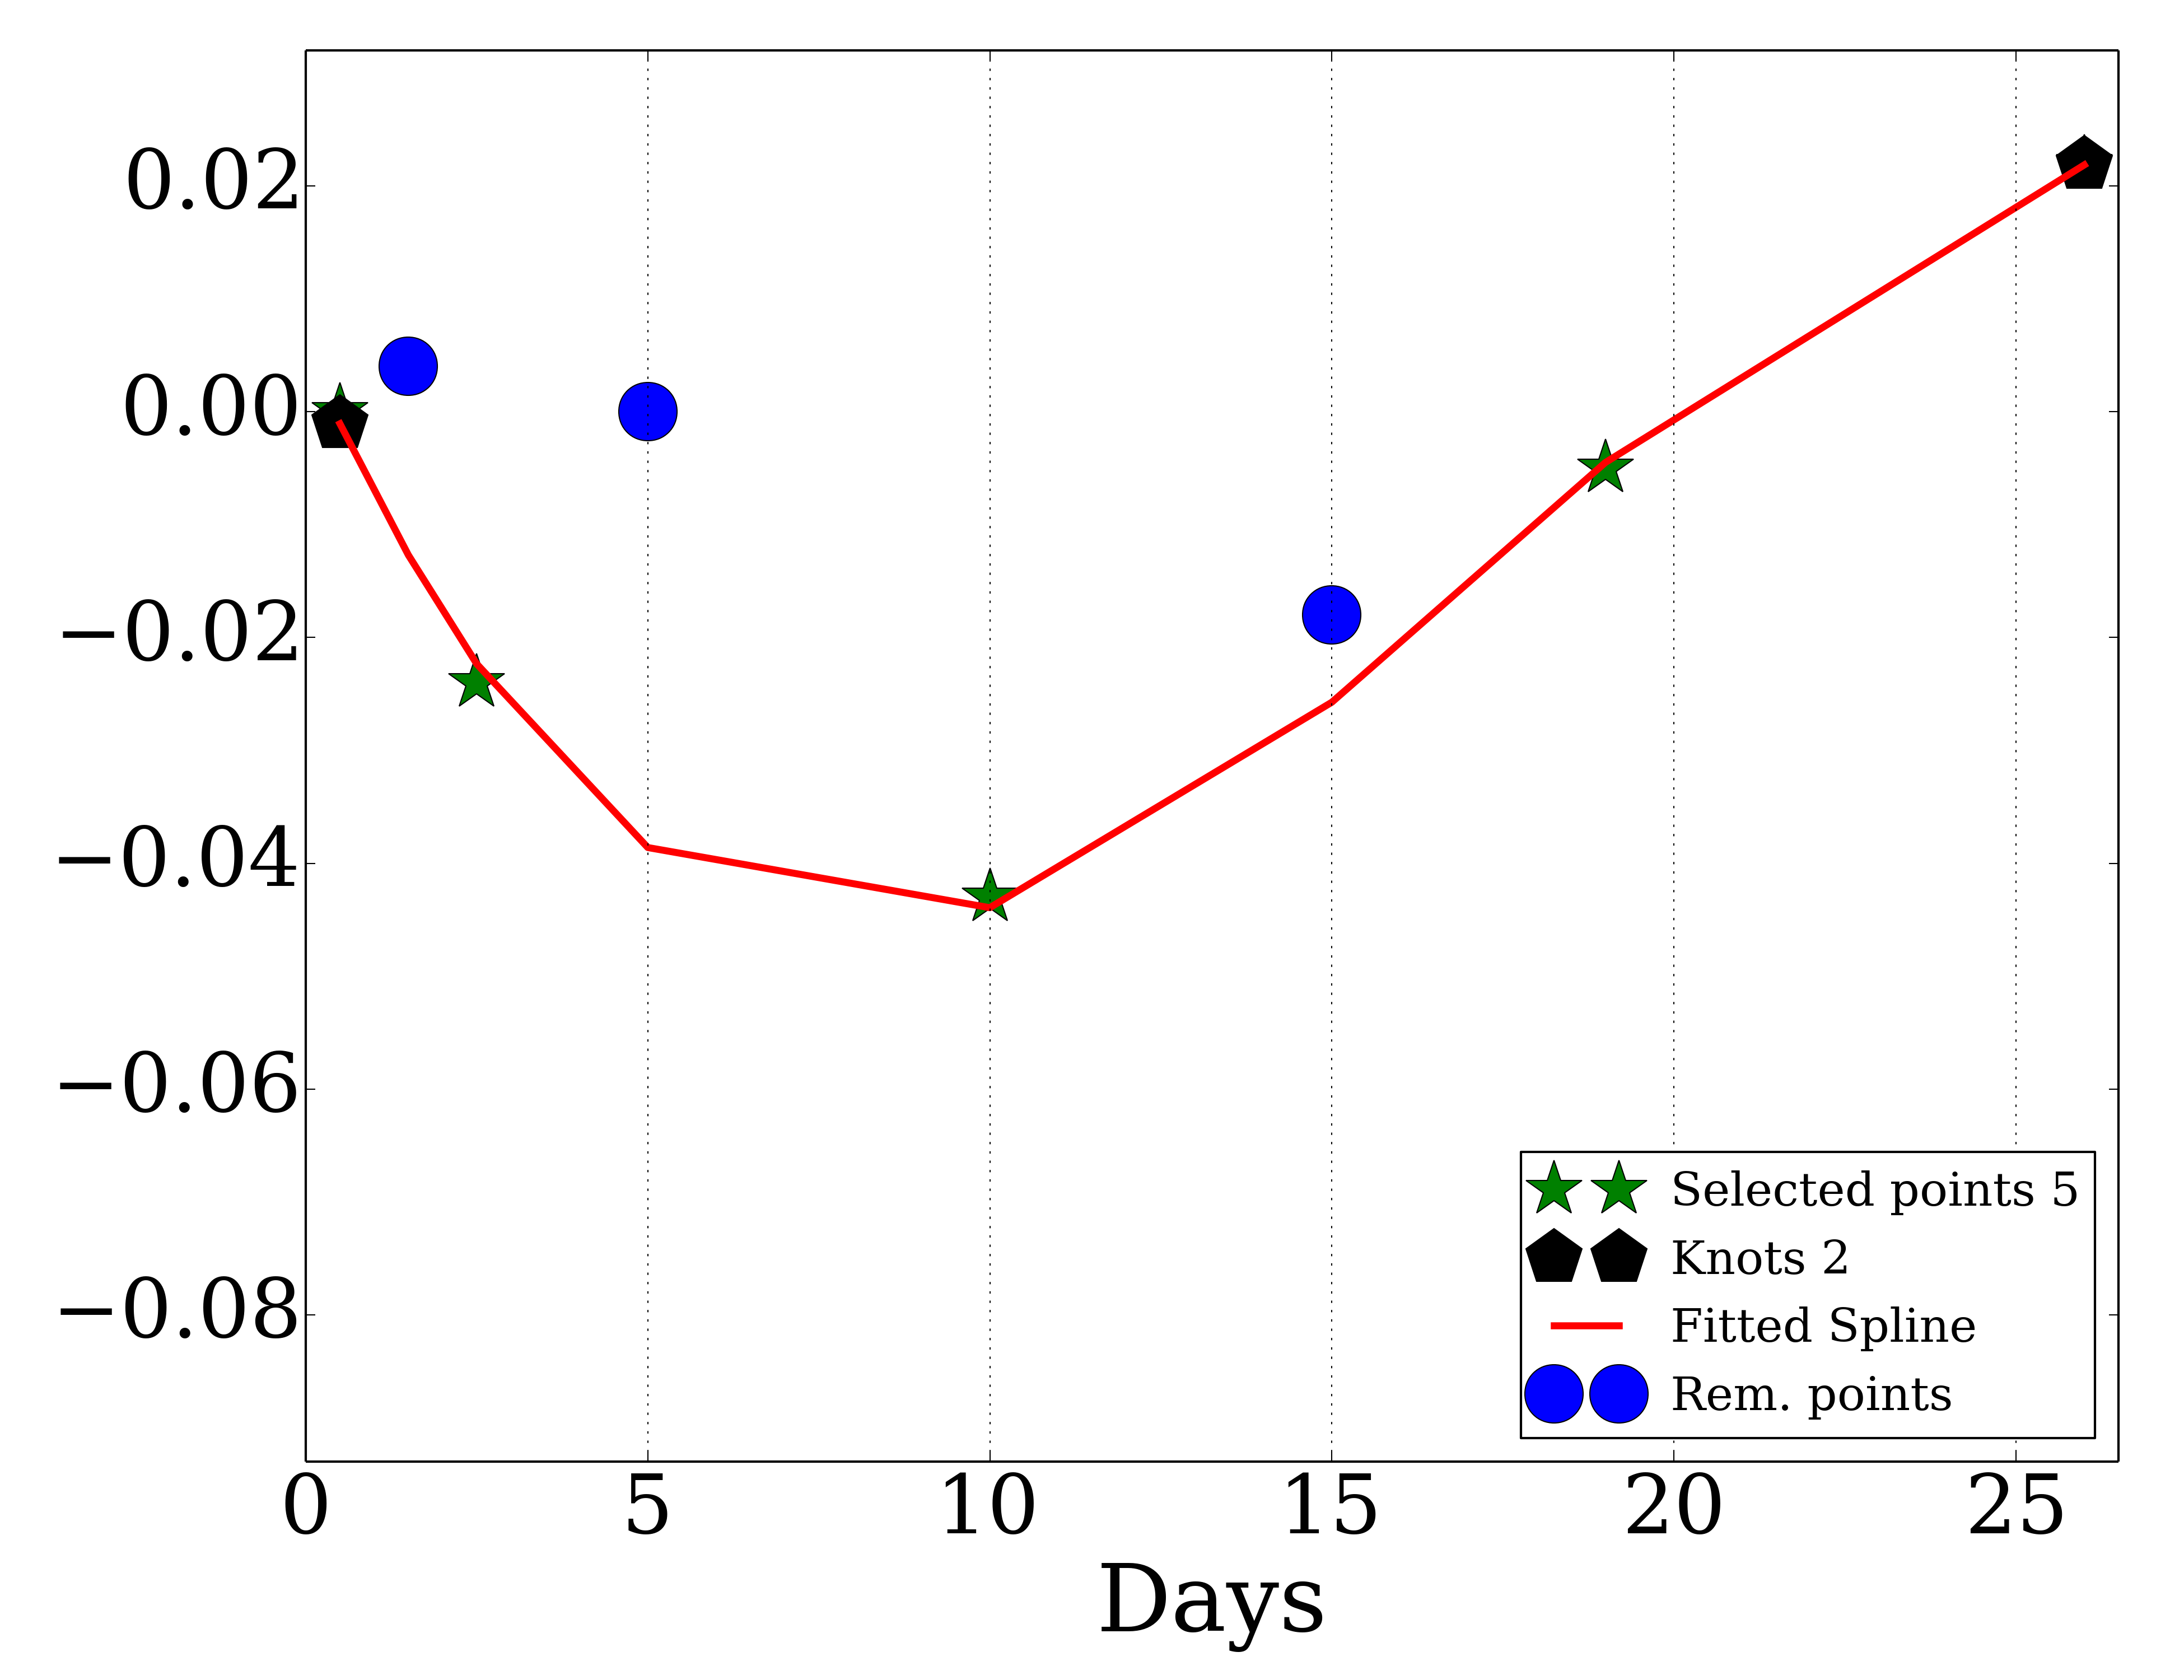 0.02
0.00
−0.02
−0.04
−0.06
−0.08
Selected points 5
Knots 2
Fitted Spline
Rem. points
0 5 10 15 20 25
Days